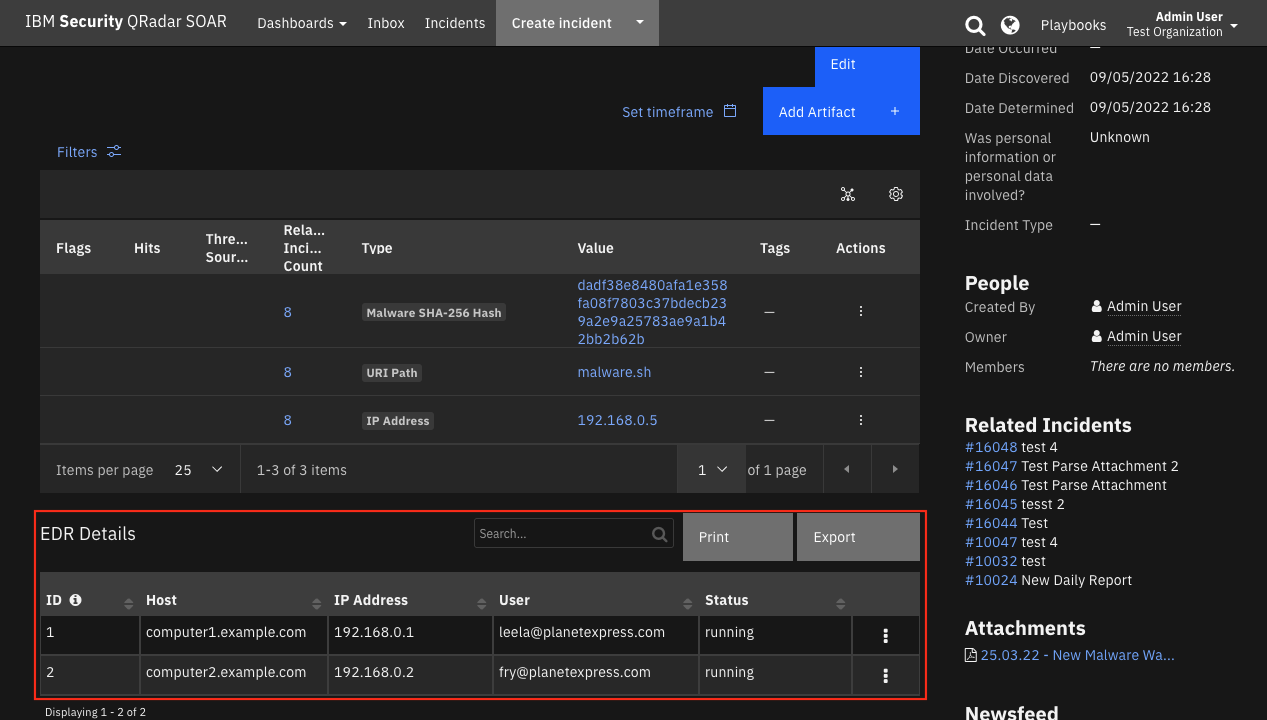 IBM Security QRadar SOAR
Dashboards
Inbox
Incidents
Create incident
Playbooks
Admin User
Test Organization
Edit
Set timeframe
Add Artifact +
Filters
Flags
Hits
Thre...
Sour...
Rela...
Inci...
Count
Type
Value
Tags
Actions
8
Malware SHA-256 Hash
dadf38e8480afa1e358
fa08f7803c37bdecb23
9a2e9a25783ae9a1b4
2bb2b62b
—
8
URI Path
malware.sh
—
8
IP Address
192.168.0.5
—
Items per page 25
1-3 of 3 items
1 of 1 page
EDR Details
Search...
Print
Export
ID
Host
IP Address
User
Status
1
computer1.example.com
192.168.0.1
leela@planetexpress.com
running
2
computer2.example.com
192.168.0.2
fry@planetexpress.com
running
Displaying 1 - 2 of 2
Date Occurred —
Date Discovered 09/05/2022 16:28
Date Determined 09/05/2022 16:28
Was personal
information or
personal data
involved?
Unknown
Incident Type —
People
Created By Admin User
Owner Admin User
Members There are no members.
Related Incidents
#16048 test 4
#16047 Test Parse Attachment 2
#16046 Test Parse Attachment
#16045 tesst 2
#16044 Test
#10047 test 4
#10032 test
#10024 New Daily Report
Attachments
25.03.22 - New Malware Wa...
Newsfeed